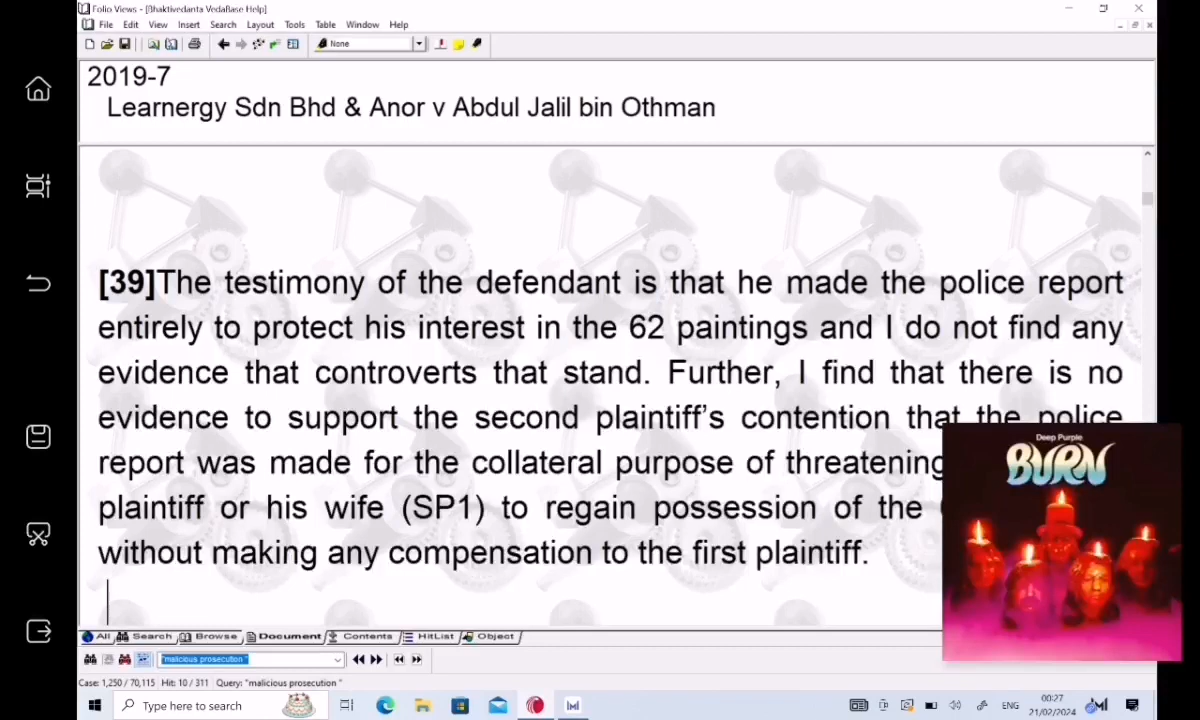 Folio Views - [Bhaktivedanta VedaBase Help]
File Edit View Insert Search Layout Tools Table Window Help
None
2019-7
Learnergy Sdn Bhd & Anor v Abdul Jalil bin Othman
[39]The testimony of the defendant is that he made the police report
entirely to protect his interest in the 62 paintings and I do not find any
evidence that controverts that stand. Further, I find that there is no
evidence to support the second plaintiff's contention that the police
report was made for the collateral purpose of threatening
plaintiff or his wife (SP1) to regain possession of the
without making any compensation to the first plaintiff.
Deep Purple
BURN
All Search Browse Document Contents HitList Object
"malicious prosecution "
Case: 1,250 / 70,115 Hit: 10 / 311 Query: "malicious prosecution "
Type here to search
ENG
00:27
21/02/2024